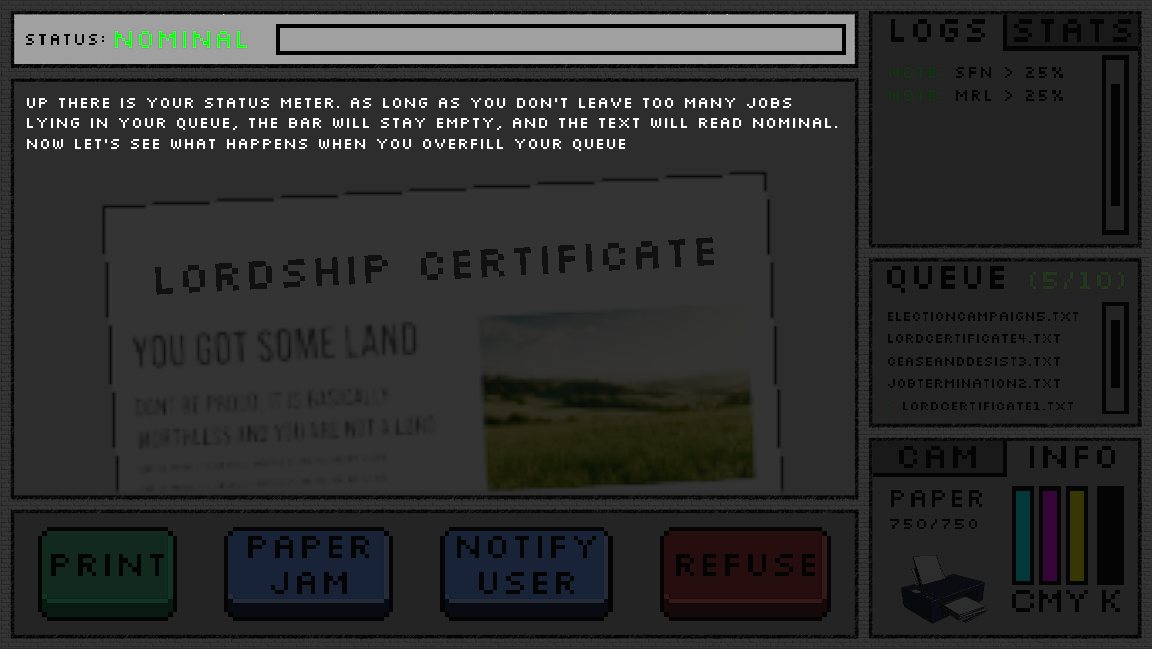 STATUS: NOMINAL
UP THERE IS YOUR STATUS METER. AS LONG AS YOU DON'T LEAVE TOO MANY JOBS
LYING IN YOUR QUEUE, THE BAR WILL STAY EMPTY, AND THE TEXT WILL READ NOMINAL.
NOW LET'S SEE WHAT HAPPENS WHEN YOU OVERFILL YOUR QUEUE
LORDSHIP CERTIFICATE
YOU GOT SOME LAND
DONT BE PROUD. IT IS BASICALLY
WORTHLESS AND YOU ARE NOT A LORD
PRINT
PAPER
JAM
NOTIFY
USER
REFUSE
LOGS STATS
NOTE: SFN > 25%
NOTE: MRL > 25%
QUEUE (5/10)
ELECTIONCAMPAIGN5.TXT
LORDCERTIFICATE4.TXT
CEASEANDDESIST3.TXT
JOBTERMINATION2.TXT
LORDCERTIFICATE1.TXT
CAM INFO
PAPER
750/750
CMY K